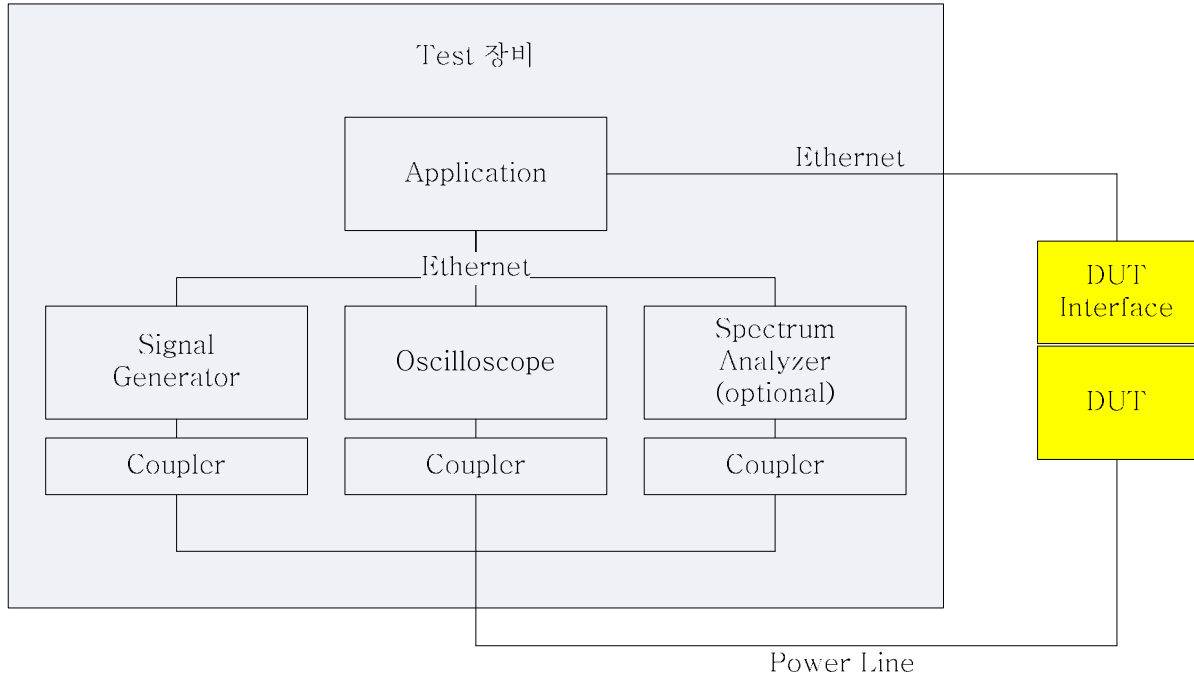 Test 장비
Application
Ethernet
Ethernet
Signal
Generator
Oscilloscope
Spectrum
Analyzer
(optional)
DUT
Interface
DUT
Coupler
Coupler
Coupler
Power Line